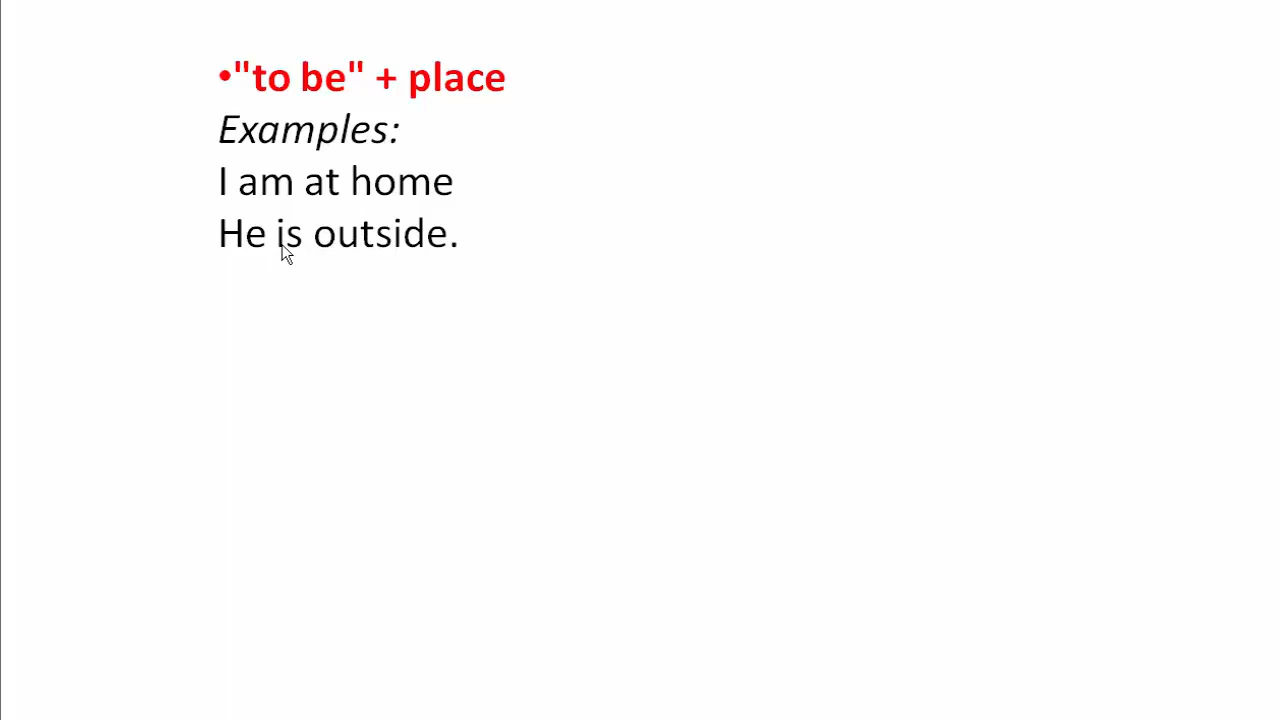 •"to be" + place
Examples:
I am at home
He is outside.